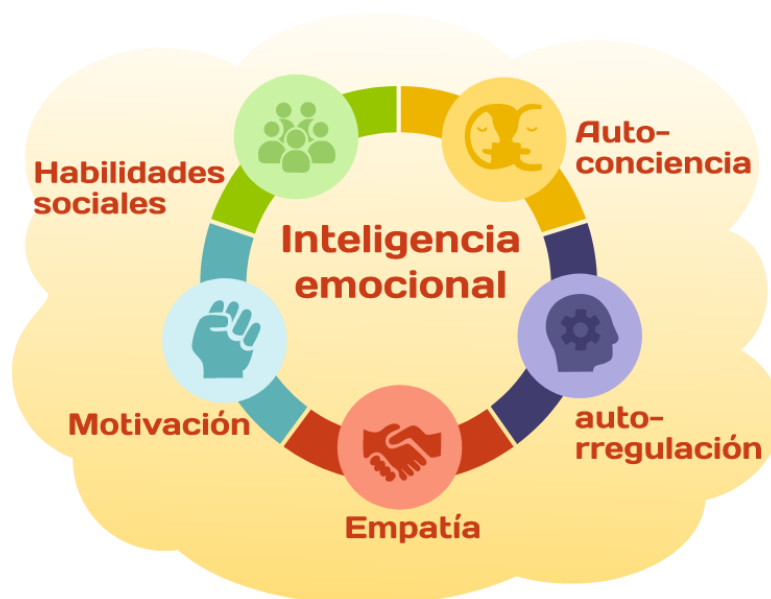 Inteligencia
emocional
Auto-
conciencia
auto-
rregulación
Empatía
Motivación
Habilidades
sociales